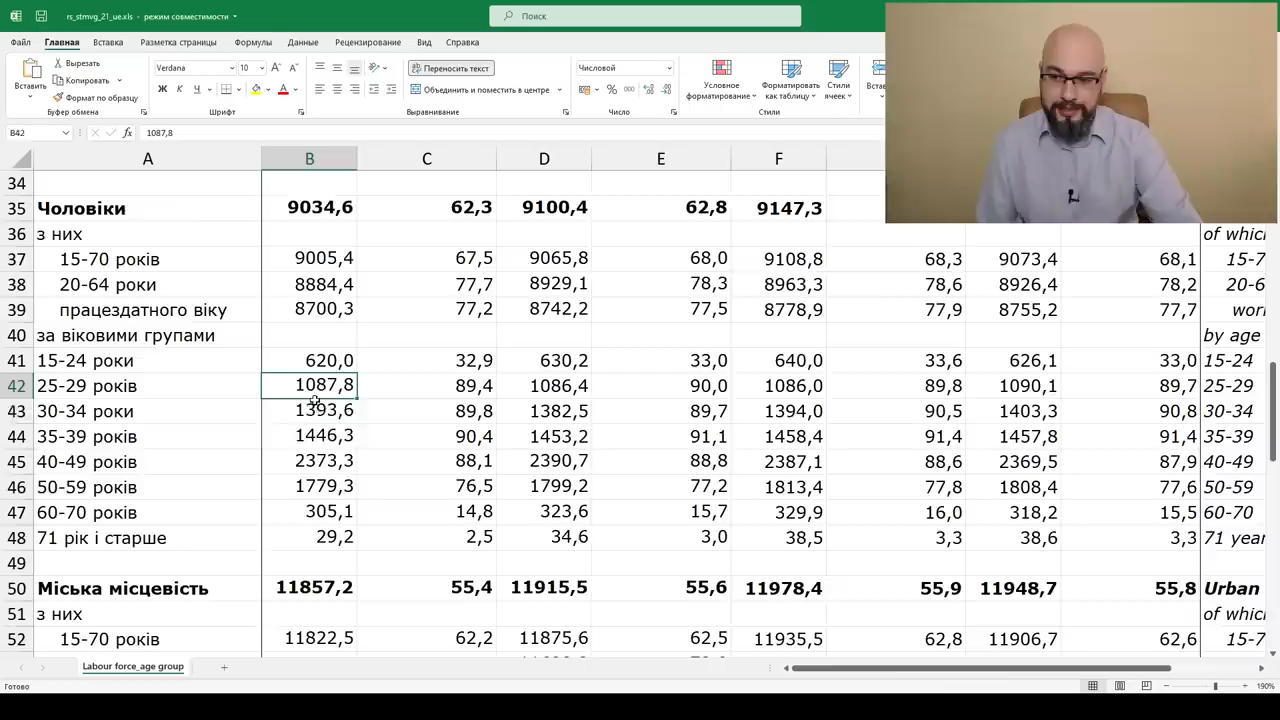 rs_stmvg_21_ue.xls - режим совместимости
Поиск
Файл Главная Вставка Разметка страницы Формулы Данные Рецензирование Вид Справка
Вставить Вырезать Копировать Формат по образцу
Verdana 10
Ж К Ч
Переносить текст
Объединить и поместить в центре
Числовой
Условное форматирование
Форматировать как таблицу
Стили ячеек
Буфер обмена Шрифт Выравнивание Число Стили
B42 fx 1087,8
A B C D E F
34
35 Чоловіки 9034,6 62,3 9100,4 62,8 9147,3
36 з них of which
37 15-70 років 9005,4 67,5 9065,8 68,0 9108,8 68,3 9073,4 68,1 15-7
38 20-64 роки 8884,4 77,7 8929,1 78,3 8963,3 78,6 8926,4 78,2 20-6
39 працездатного віку 8700,3 77,2 8742,2 77,5 8778,9 77,9 8755,2 77,7 wor
40 за віковими групами by age
41 15-24 роки 620,0 32,9 630,2 33,0 640,0 33,6 626,1 33,0 15-24
42 25-29 років 1087,8 89,4 1086,4 90,0 1086,0 89,8 1090,1 89,7 25-29
43 30-34 роки 1393,6 89,8 1382,5 89,7 1394,0 90,5 1403,3 90,8 30-34
44 35-39 років 1446,3 90,4 1453,2 91,1 1458,4 91,4 1457,8 91,4 35-39
45 40-49 років 2373,3 88,1 2390,7 88,8 2387,1 88,6 2369,5 87,9 40-49
46 50-59 років 1779,3 76,5 1799,2 77,2 1813,4 77,8 1808,4 77,6 50-59
47 60-70 років 305,1 14,8 323,6 15,7 329,9 16,0 318,2 15,5 60-70
48 71 рік і старше 29,2 2,5 34,6 3,0 38,5 3,3 38,6 3,3 71 year
49
50 Міська місцевість 11857,2 55,4 11915,5 55,6 11978,4 55,9 11948,7 55,8 Urban
51 з них of which
52 15-70 років 11822,5 62,2 11875,6 62,5 11935,5 62,8 11906,7 62,6 15-7
Labour force_age group
Готово 190%